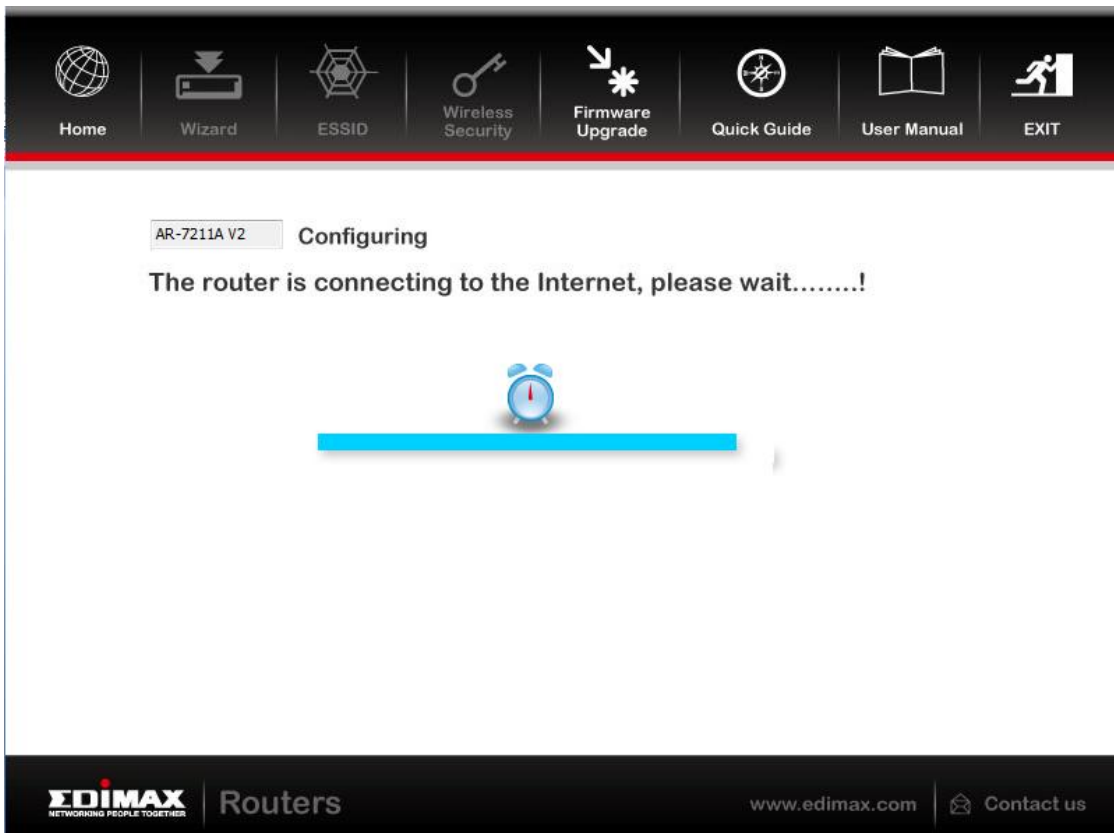 Home
Wizard
ESSID
Wireless
Security
Firmware
Upgrade
Quick Guide
User Manual
EXIT
AR-7211A V2 Configuring
The router is connecting to the Internet, please wait........!
EDIMAX
NETWORKING PEOPLE TOGETHER
Routers
www.edimax.com
Contact us